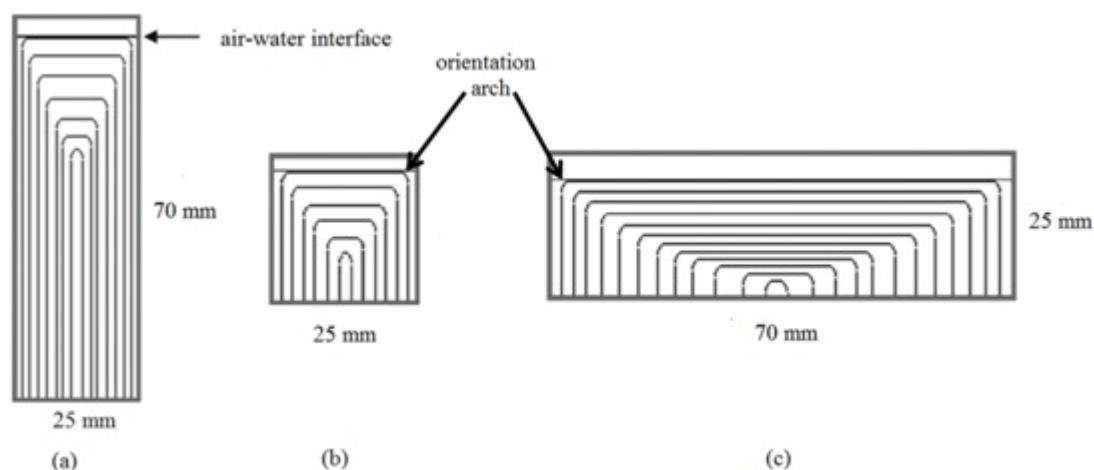 air-water interface
orientation
arch
70 mm
25 mm
25 mm
70 mm
25 mm
(a)
(b)
(c)